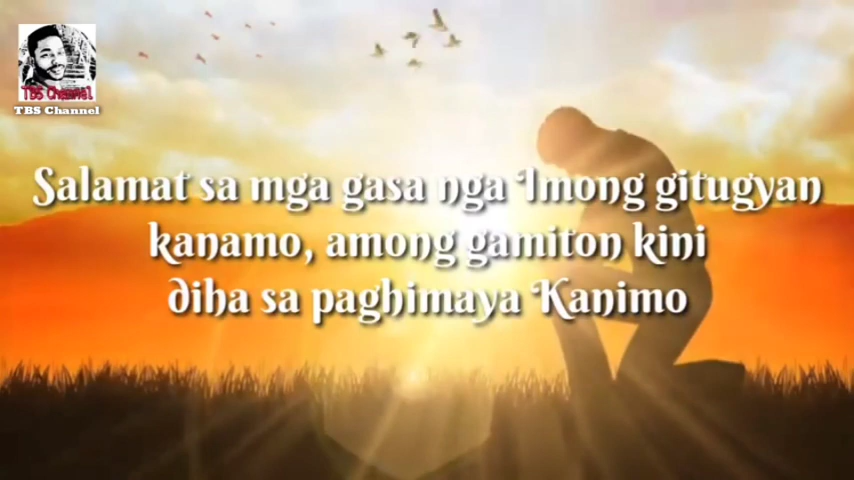 TBS Channel
TBS Channel
Salamat sa mga gasa nga Imong gitugyan
kanamo, among gamiton kini
diha sa paghimaya Kanimo